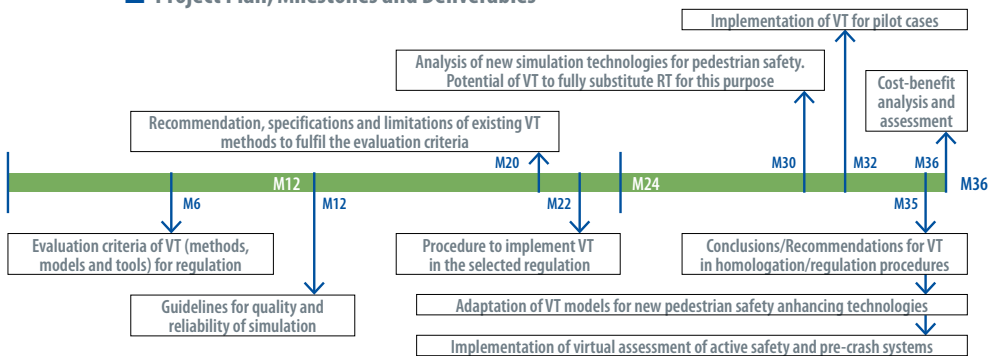 Project Plan, Milestones and Deliverables
Implementation of VT for pilot cases
Analysis of new simulation technologies for pedestrian safety.
Potential of VT to fully substitute RT for this purpose
Cost-benefit
analysis and
assessment
Recommendation, specifications and limitations of existing VT
methods to fulfil the evaluation criteria
M20
M30
M32
M36
M12
M24
M36
M6
M12
M22
M35
Evaluation criteria of VT (methods,
models and tools) for regulation
Procedure to implement VT
in the selected regulation
Conclusions/Recommendations for VT
in homologation/regulation procedures
Guidelines for quality and
reliability of simulation
Adaptation of VT models for new pedestrian safety enhancing technologies
Implementation of virtual assessment of active safety and pre-crash systems